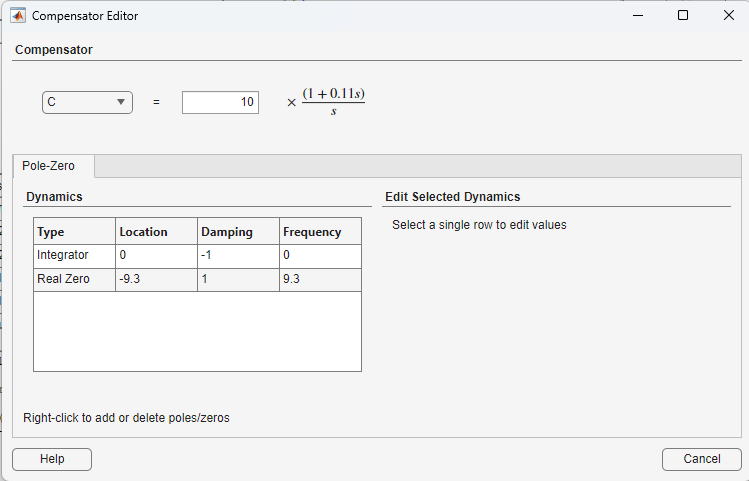 Compensator Editor
Compensator
C = 10 × (1 + 0.11s)
s
Pole-Zero
Dynamics
Edit Selected Dynamics
Type Location Damping Frequency
Select a single row to edit values
Integrator 0 -1 0
Real Zero -9.3 1 9.3
Right-click to add or delete poles/zeros
Help Cancel